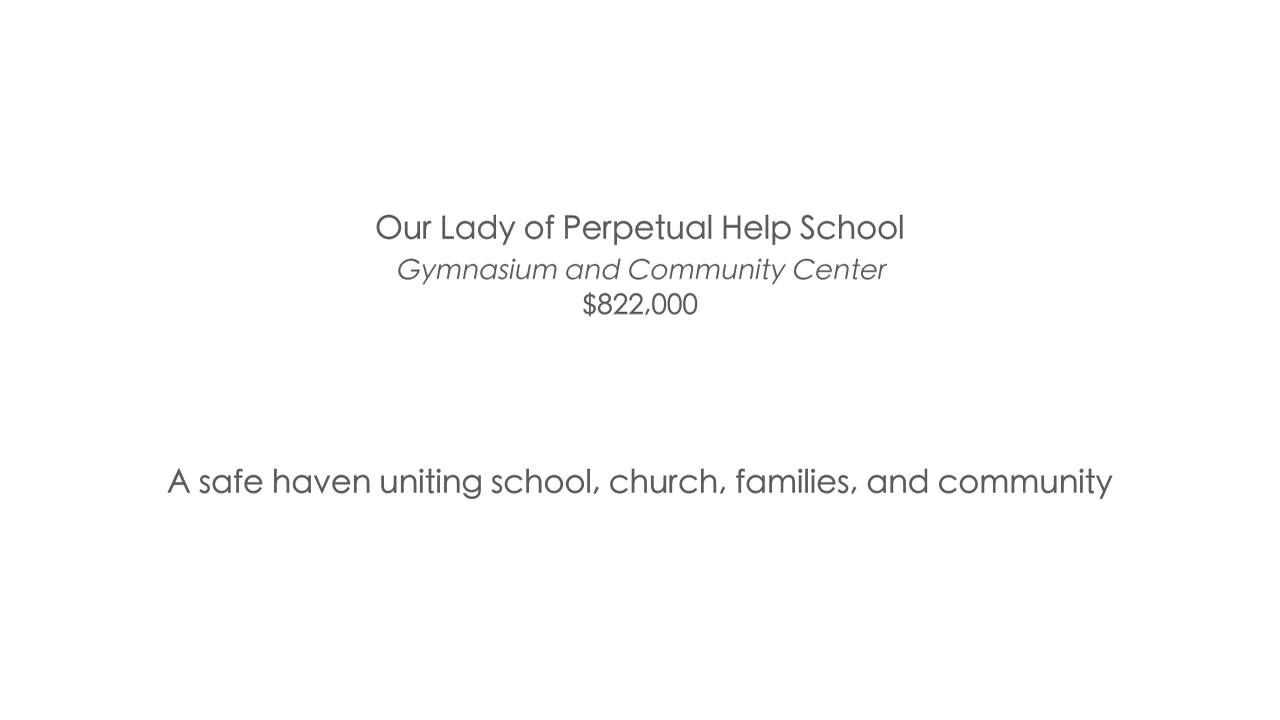 Our Lady of Perpetual Help School
Gymnasium and Community Center
$822,000
A safe haven uniting school, church, families, and community